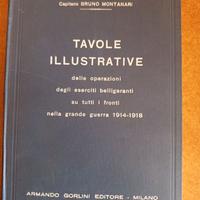 Capitano BRUNO MONTANARI
TAVOLE
ILLUSTRATIVE
delle operazioni
degli eserciti belligeranti
su tutti i fronti
nella grande guerra 1914-1918
ARMANDO GORLINI EDITORE - MILANO